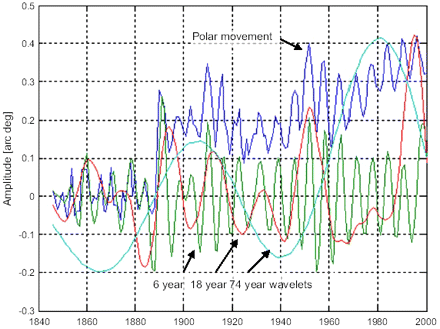 0.5
0.4
Polar movement
0.3
0.2
Amplitude [arc deg]
0.1
0
-0.1
-0.2
6 year 18 year 74 year wavelets
-0.3
1840 1860 1880 1900 1920 1940 1960 1980 2000